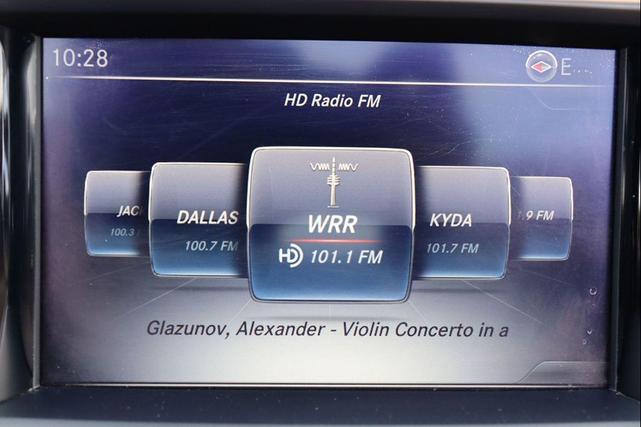 10:28
E
HD Radio FM
JAC
100.3
DALLAS
100.7 FM
WRR
HD 101.1 FM
KYDA
101.7 FM
.9 FM
Glazunov, Alexander - Violin Concerto in a